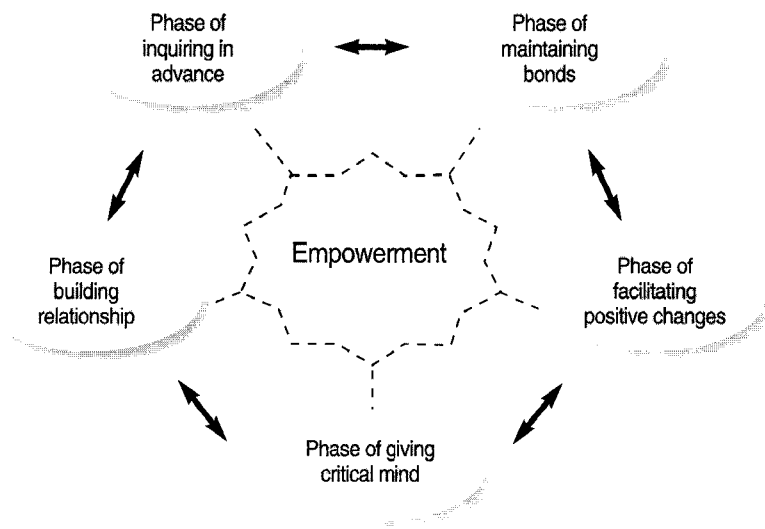 Phase of
inquiring in
advance
Phase of
maintaining
bonds
Empowerment
Phase of
building
relationship
Phase of
facilitating
positive changes
Phase of giving
critical mind